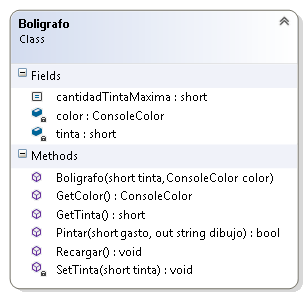 Boligrafo
Class
Fields
cantidadTintaMaxima : short
color : ConsoleColor
tinta : short
Methods
Boligrafo(short tinta,ConsoleColor color)
GetColor() : ConsoleColor
GetTinta() : short
Pintar(short gasto, out string dibujo) : bool
Recargar() : void
SetTinta(short tinta) : void